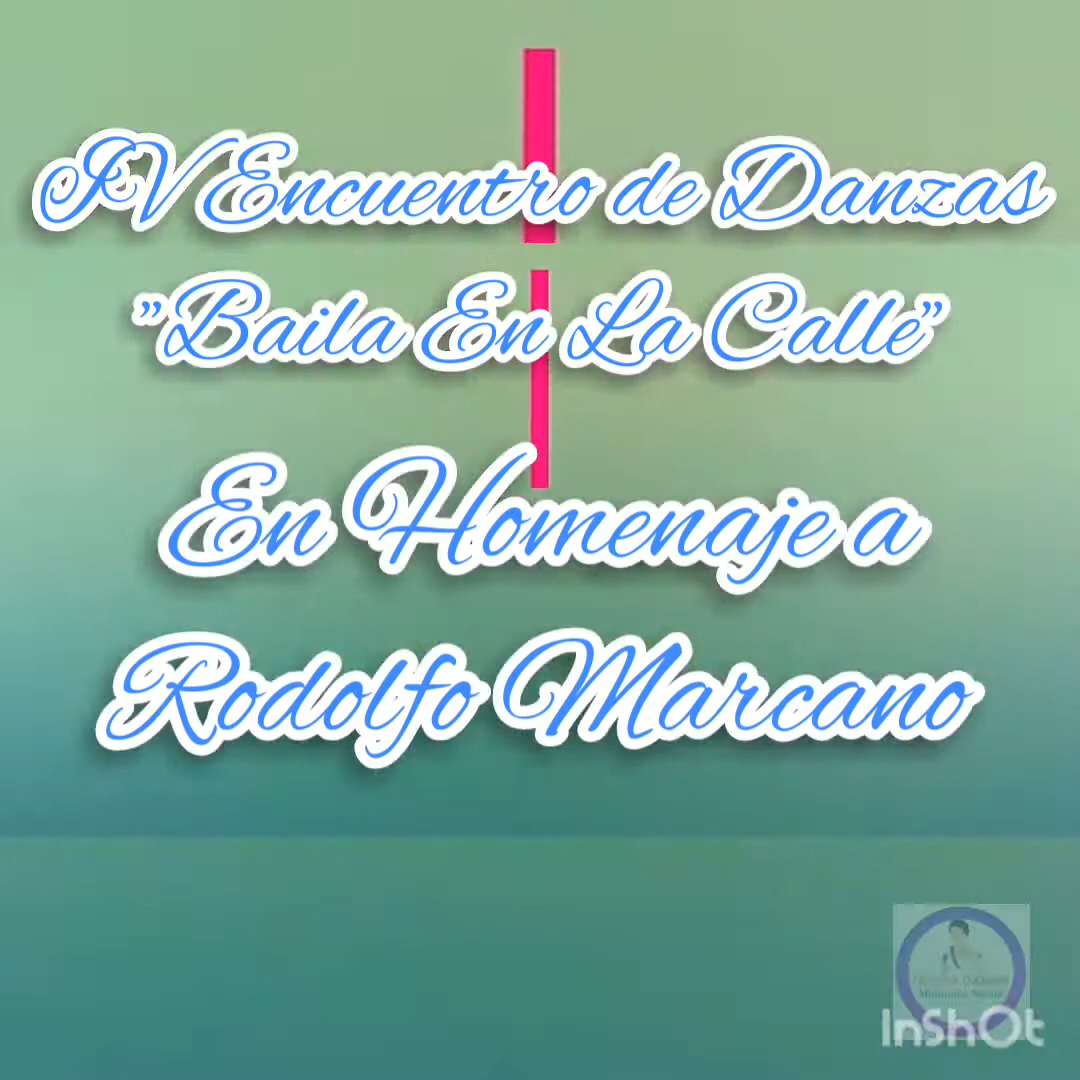 IV Encuentro de Danzas
"Baila En La Calle"
En Homenaje a
Rodolfo Marcano
InShOt